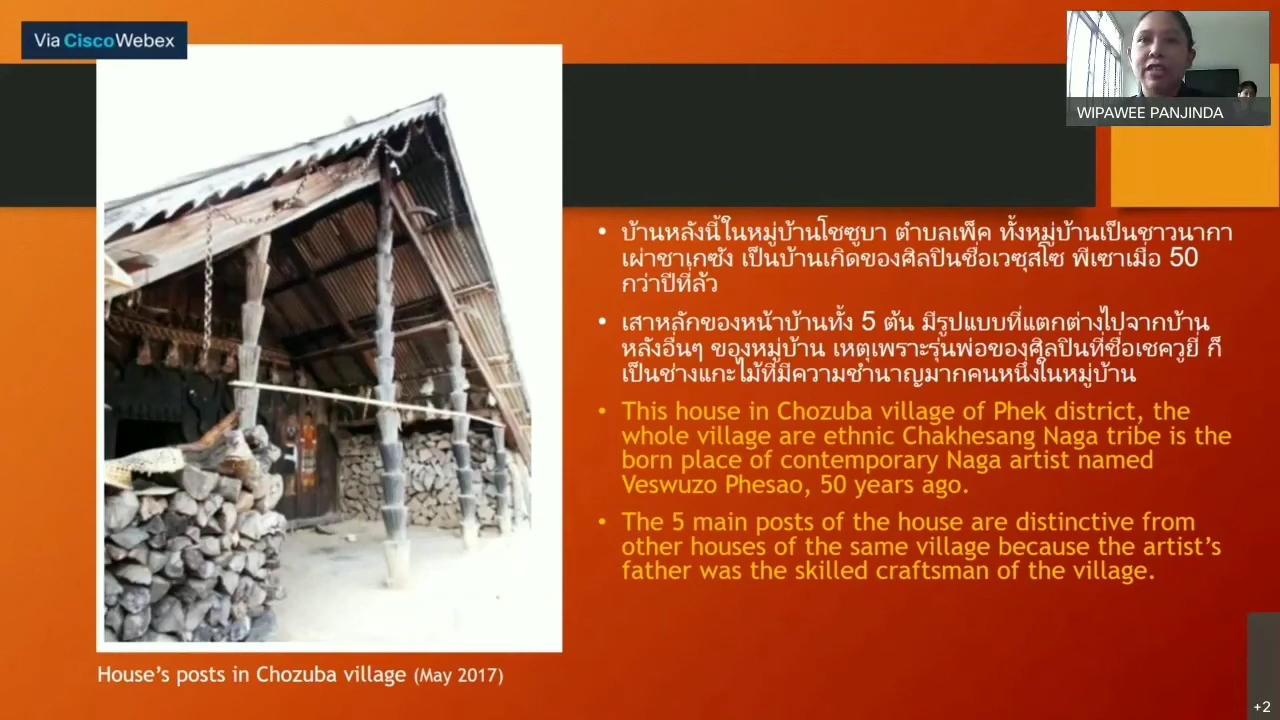 Via Cisco Webex
WIPAWEE PANJINDA
• บ้านหลังนี้ในหมู่บ้านโซซูบา ตำบลเพ็ค ทั้งหมู่บ้านเป็นชาวนากา
เผ่าชาเกซัง เป็นบ้านเกิดของศิลปินชื่อเวซุสโซ พีเซาเมื่อ 50
กว่าปีที่ล้ว
• เสาหลักของหน้าบ้านทั้ง 5 ต้น มีรูปแบบที่แตกต่างไปจากบ้าน
หลังอื่นๆ ของหมู่บ้าน เหตุเพราะรุ่นพ่อของศิลปินที่ชื่อเชควูยี่ ก็
เป็นช่างแกะไม้ที่มีความชำนาญมากคนหนึ่งในหมู่บ้าน
• This house in Chozuba village of Phek district, the
whole village are ethnic Chakhesang Naga tribe is the
born place of contemporary Naga artist named
Veswuzo Phesao, 50 years ago.
• The 5 main posts of the house are distinctive from
other houses of the same village because the artist's
father was the skilled craftsman of the village.
House's posts in Chozuba village (May 2017)
+2